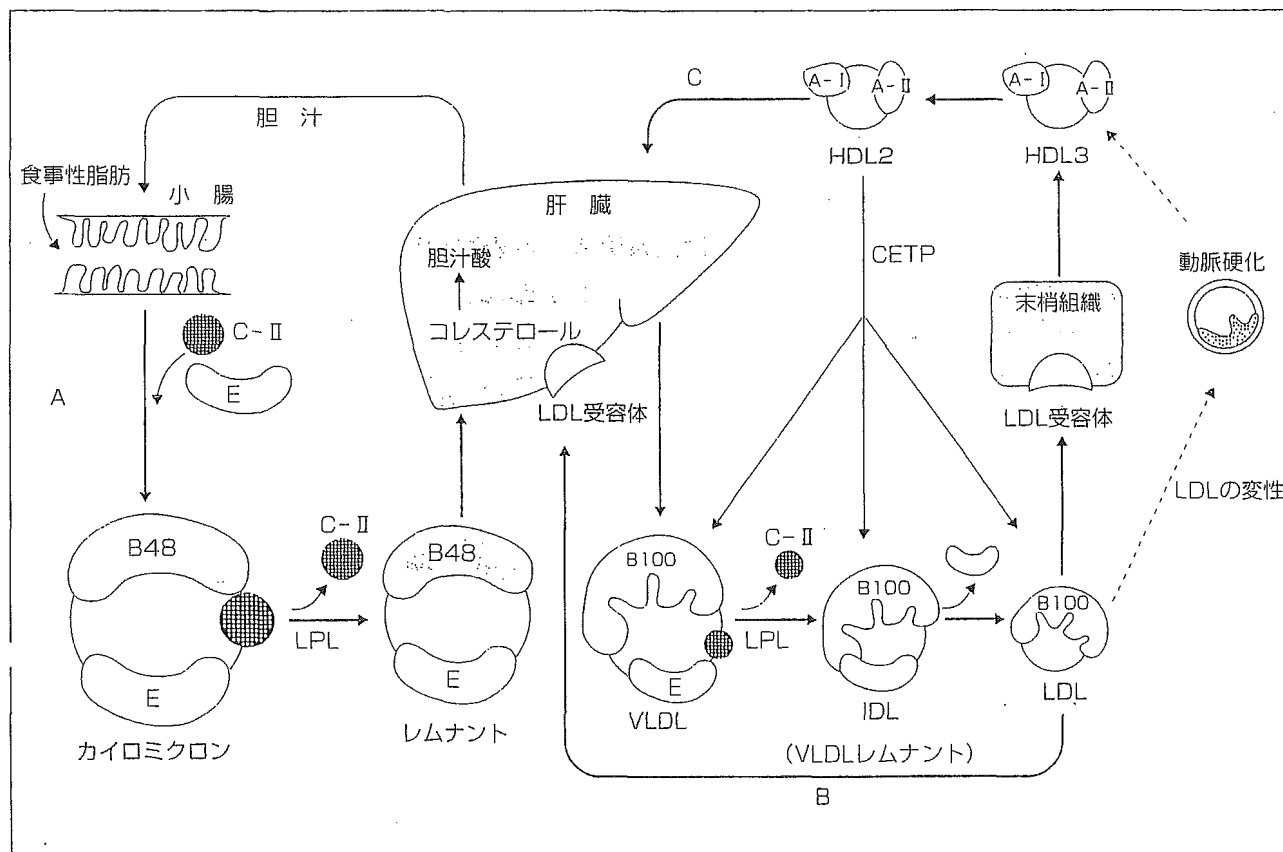 C
A-Ⅰ
A-Ⅱ
HDL2
A-Ⅰ
A-Ⅱ
HDL3
胆 汁
食事性脂肪
小 腸
肝 臓
胆汁酸
コレステロール
LDL受容体
CETP
末梢組織
LDL受容体
動脈硬化
LDLの変性
C-Ⅱ
E
A
B48
E
カイロミクロン
C-Ⅱ
LPL
B48
E
レムナント
B100
E
VLDL
C-Ⅱ
LPL
B100
IDL
(VLDLレムナント)
B100
LDL
B